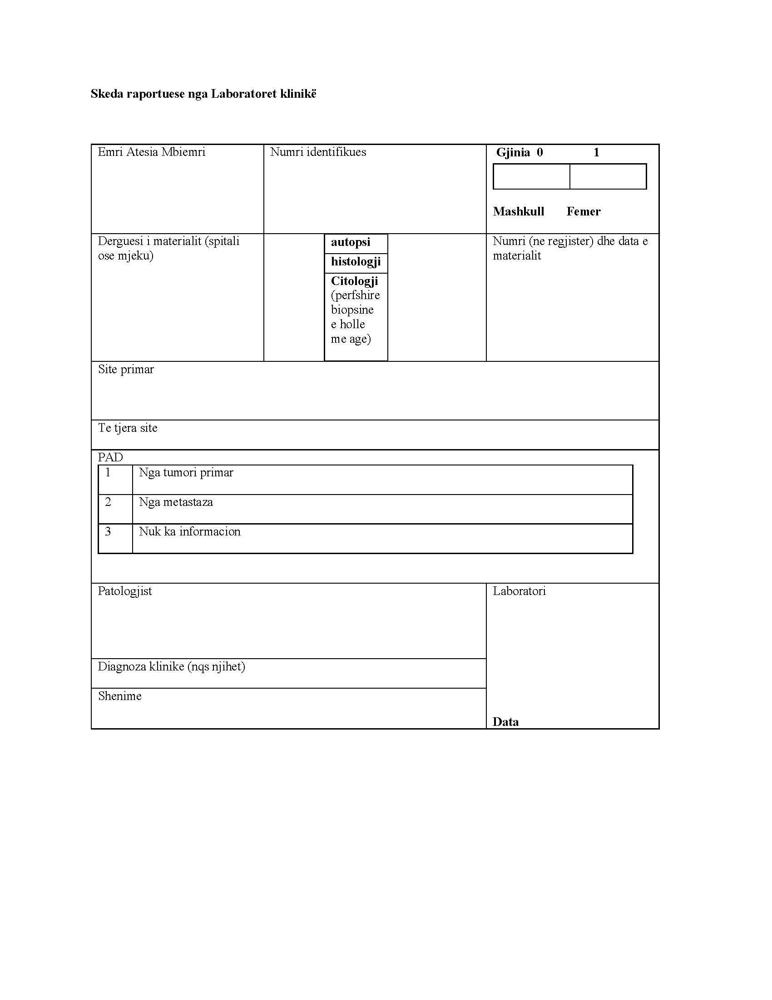 Skeda raportuese nga Laboratoret klinikë
Emri Atesia Mbiemri
Numri identifikues
Gjinia 0 1
Mashkull Femer
Derguesi i materialit (spitali
ose mjeku)
autopsi
histologji
Citologji
(perfshire
biopsine
e holle
me age)
Numri (ne regjister) dhe data e
materialit
Site primar
Te tjera site
PAD
1 Nga tumori primar
2 Nga metastaza
3 Nuk ka informacion
Patologjist
Laboratori
Diagnoza klinike (nqs njihet)
Shenime
Data